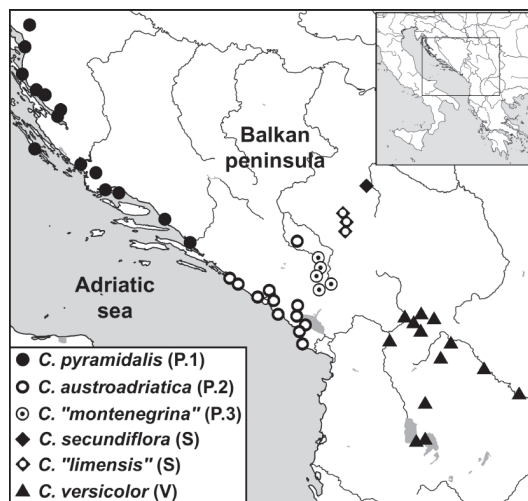 Balkan
peninsula
Adriatic
sea
C. pyramidalis (P.1)
C. austroadriatica (P.2)
C. "montenegrina" (P.3)
C. secundiflora (S)
C. "limensis" (S)
C. versicolor (V)